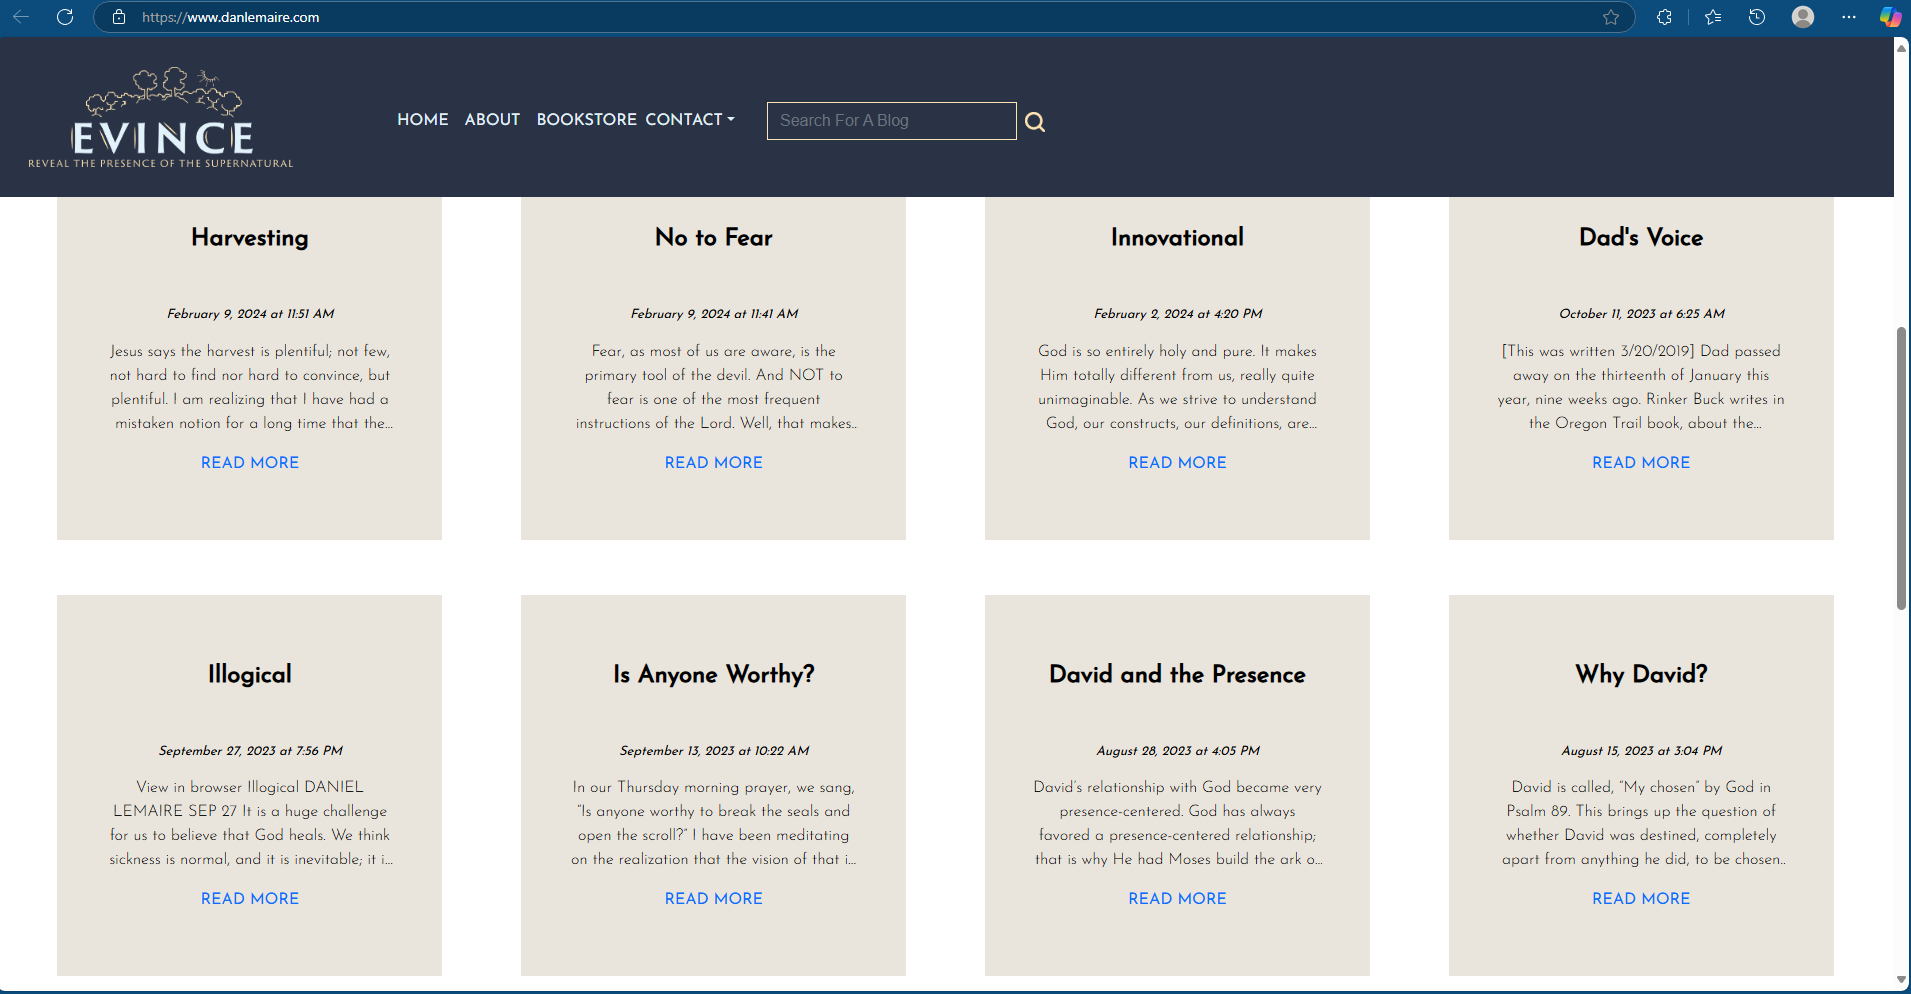 https://www.danlemaire.com
EVINCE
REVEAL THE PRESENCE OF THE SUPERNATURAL
HOME ABOUT BOOKSTORE CONTACT
Search For A Blog
Harvesting
February 9, 2024 at 11:51 AM
Jesus says the harvest is plentiful; not few,
not hard to find nor hard to convince, but
plentiful. I am realizing that I have had a
mistaken notion for a long time that the...
READ MORE
No to Fear
February 9, 2024 at 11:41 AM
Fear, as most of us are aware, is the
primary tool of the devil. And NOT to
fear is one of the most frequent
instructions of the Lord. Well, that makes..
READ MORE
Innovational
February 2, 2024 at 4:20 PM
God is so entirely holy and pure. It makes
Him totally different from us, really quite
unimaginable. As we strive to understand
God, our constructs, our definitions, are...
READ MORE
Dad's Voice
October 11, 2023 at 6:25 AM
[This was written 3/20/2019] Dad passed
away on the thirteenth of January this
year, nine weeks ago. Rinker Buck writes in
the Oregon Trail book, about the...
READ MORE
Illogical
September 27, 2023 at 7:56 PM
View in browser Illogical DANIEL
LEMAIRE SEP 27 It is a huge challenge
for us to believe that God heals. We think
sickness is normal, and it is inevitable; it i...
READ MORE
Is Anyone Worthy?
September 13, 2023 at 10:22 AM
In our Thursday morning prayer, we sang,
“Is anyone worthy to break the seals and
open the scroll?” I have been meditating
on the realization that the vision of that i...
READ MORE
David and the Presence
August 28, 2023 at 4:05 PM
David’s relationship with God became very
presence-centered. God has always
favored a presence-centered relationship;
that is why He had Moses build the ark o...
READ MORE
Why David?
August 15, 2023 at 3:04 PM
David is called, “My chosen” by God in
Psalm 89. This brings up the question of
whether David was destined, completely
apart from anything he did, to be chosen..
READ MORE